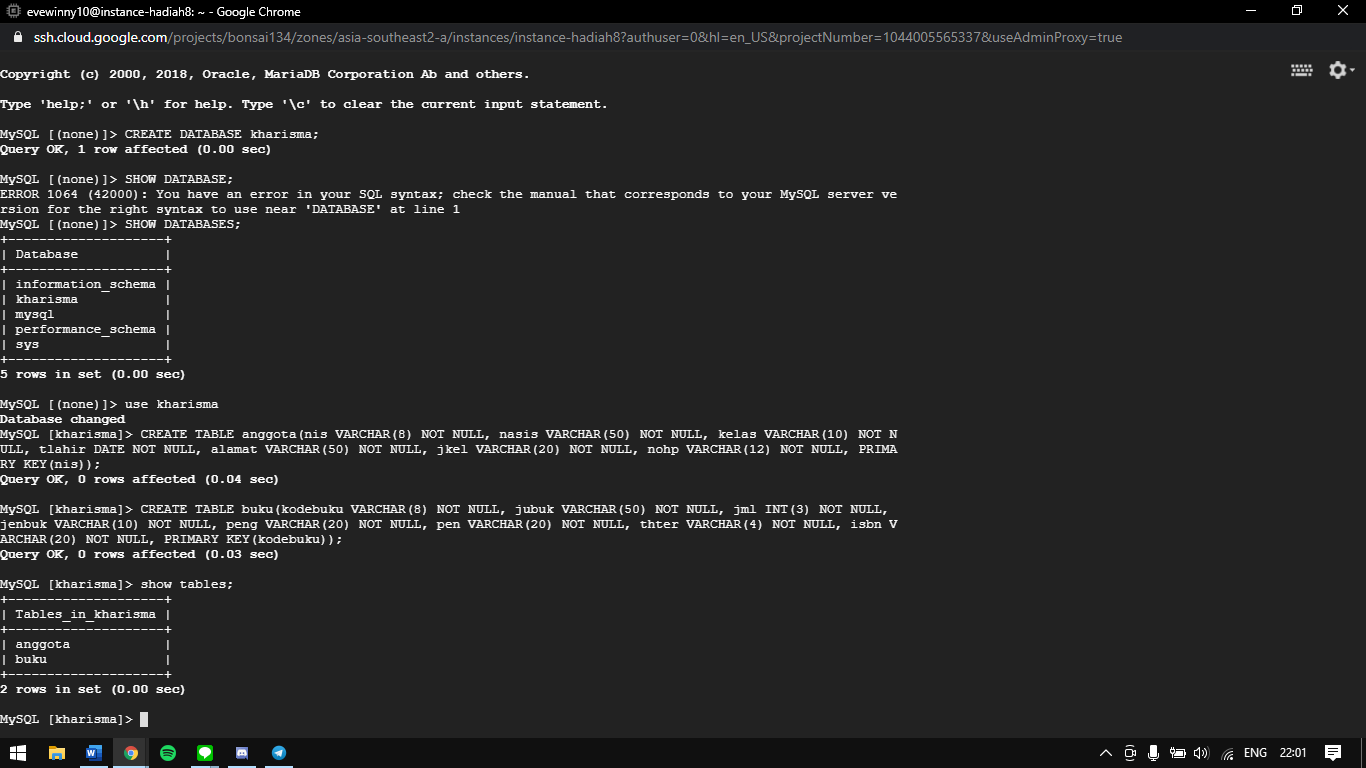 evewinny10@instance-hadiah8: ~ - Google Chrome
ssh.cloud.google.com/projects/bonsai134/zones/asia-southeast2-a/instances/instance-hadiah8?authuser=0&hl=en_US&projectNumber=1044005565337&useAdminProxy=true
Copyright (c) 2000, 2018, Oracle, MariaDB Corporation Ab and others.
Type 'help;' or '\h' for help. Type '\c' to clear the current input statement.
MySQL [(none)]> CREATE DATABASE kharisma;
Query OK, 1 row affected (0.00 sec)
MySQL [(none)]> SHOW DATABASE;
ERROR 1064 (42000): You have an error in your SQL syntax; check the manual that corresponds to your MySQL server ve
rsion for the right syntax to use near 'DATABASE' at line 1
MySQL [(none)]> SHOW DATABASES;
+--------------------+
| Database           |
+--------------------+
| information_schema |
| kharisma           |
| mysql              |
| performance_schema |
| sys                |
+--------------------+
5 rows in set (0.00 sec)
MySQL [(none)]> use kharisma
Database changed
MySQL [kharisma]> CREATE TABLE anggota(nis VARCHAR(8) NOT NULL, nasis VARCHAR(50) NOT NULL, kelas VARCHAR(10) NOT N
ULL, tlahir DATE NOT NULL, alamat VARCHAR(50) NOT NULL, jkel VARCHAR(20) NOT NULL, nohp VARCHAR(12) NOT NULL, PRIMA
RY KEY(nis));
Query OK, 0 rows affected (0.04 sec)
MySQL [kharisma]> CREATE TABLE buku(kodebuku VARCHAR(8) NOT NULL, jubuk VARCHAR(50) NOT NULL, jml INT(3) NOT NULL,
jenbuk VARCHAR(10) NOT NULL, peng VARCHAR(20) NOT NULL, pen VARCHAR(20) NOT NULL, thter VARCHAR(4) NOT NULL, isbn V
ARCHAR(20) NOT NULL, PRIMARY KEY(kodebuku));
Query OK, 0 rows affected (0.03 sec)
MySQL [kharisma]> show tables;
+--------------------+
| Tables_in_kharisma |
+--------------------+
| anggota            |
| buku               |
+--------------------+
2 rows in set (0.00 sec)
MySQL [kharisma]>
ENG 22:01